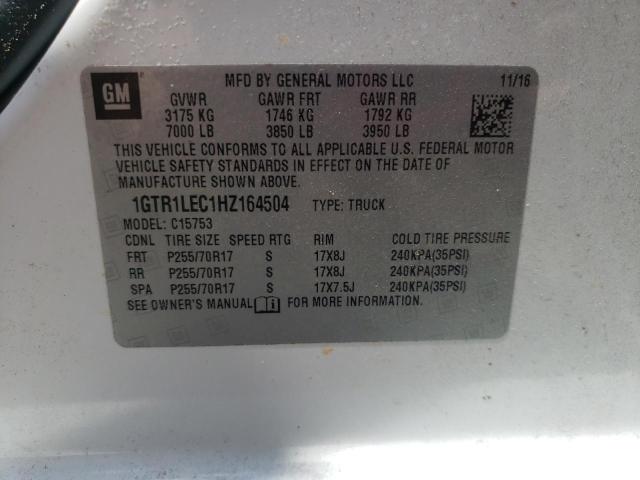 GM
MFD BY GENERAL MOTORS LLC 11/16
GVWR GAWR FRT GAWR RR
3175 KG 1746 KG 1792 KG
7000 LB 3850 LB 3950 LB
THIS VEHICLE CONFORMS TO ALL APPLICABLE U.S. FEDERAL MOTOR
VEHICLE SAFETY STANDARDS IN EFFECT ON THE DATE OF
MANUFACTURE SHOWN ABOVE.
1GTR1LEC1HZ164504 TYPE: TRUCK
MODEL: C15753
CDNL TIRE SIZE SPEED RTG RIM COLD TIRE PRESSURE
FRT P255/70R17 S 17X8J 240KPA(35PSI)
RR P255/70R17 S 17X8J 240KPA(35PSI)
SPA P255/70R17 S 17X7.5J 240KPA(35PSI)
SEE OWNER'S MANUAL FOR MORE INFORMATION.